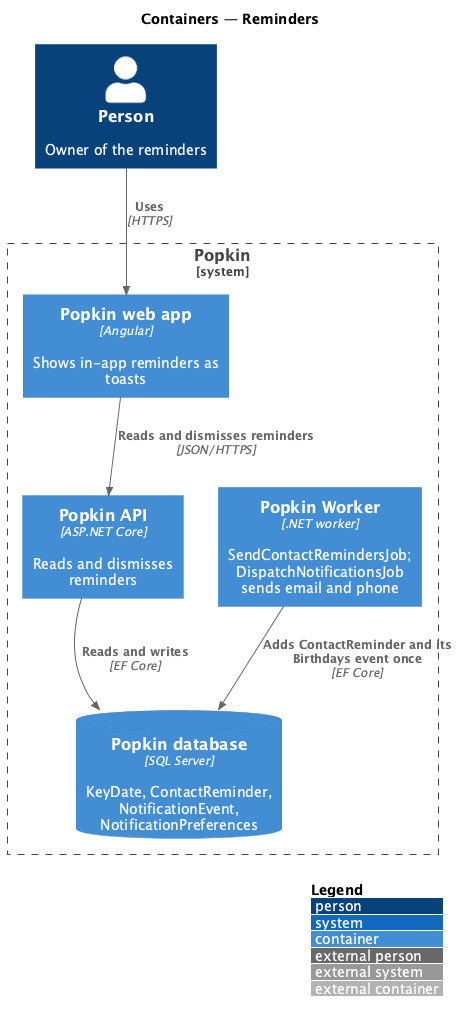 Containers — Reminders
Person
Owner of the reminders
Uses
[HTTPS]
Popkin
[system]
Popkin web app
[Angular]
Shows in-app reminders as
toasts
Reads and dismisses reminders
[JSON/HTTPS]
Popkin API
[ASP.NET Core]
Reads and dismisses
reminders
Popkin Worker
[.NET worker]
SendContactRemindersJob;
DispatchNotificationsJob
sends email and phone
Reads and writes
[EF Core]
Adds ContactReminder and its
Birthdays event once
[EF Core]
Popkin database
[SQL Server]
KeyDate, ContactReminder,
NotificationEvent,
NotificationPreferences
Legend
person
system
container
external person
external system
external container